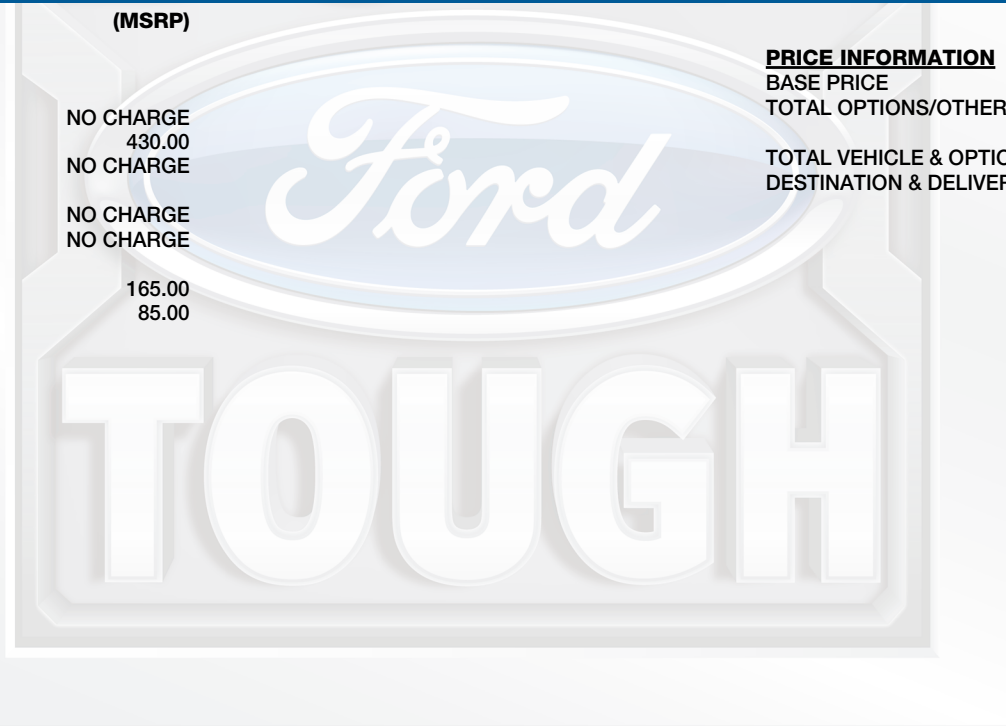 (MSRP)
NO CHARGE
430.00
NO CHARGE
NO CHARGE
NO CHARGE
165.00
85.00
PRICE INFORMATION
BASE PRICE
TOTAL OPTIONS/OTHER
TOTAL VEHICLE & OPTIO
DESTINATION & DELIVER
Ford
TOUGH